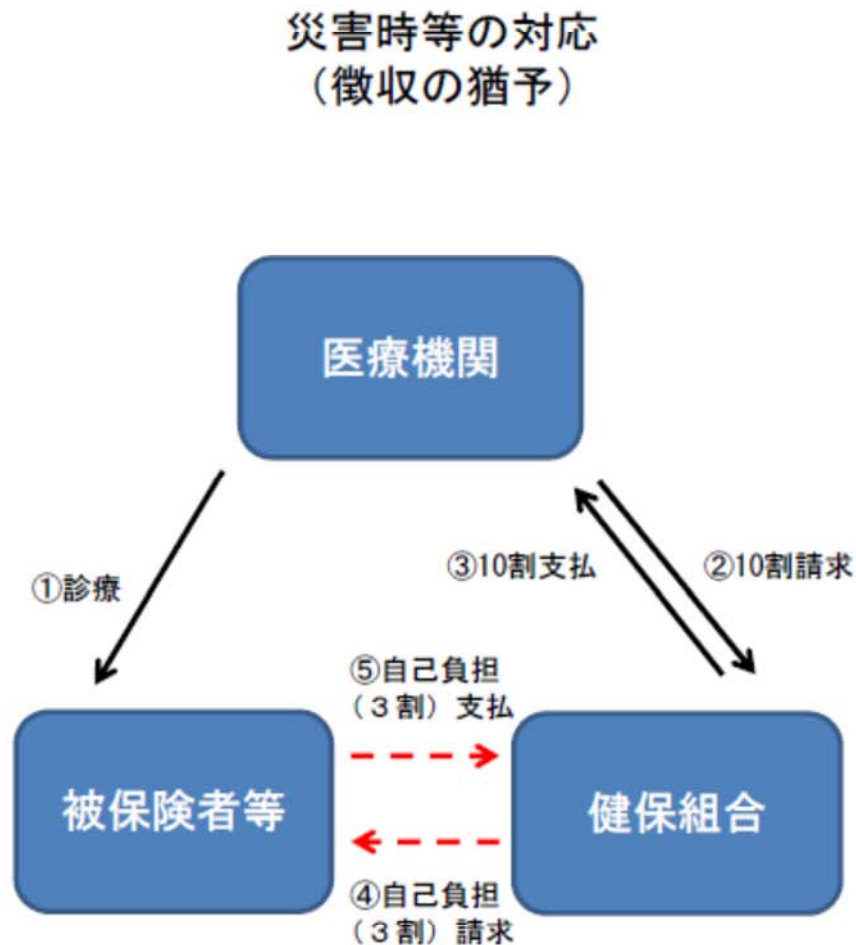 災害時等の対応
（徴収の猶予）
医療機関
①診療
③10割支払
②10割請求
⑤自己負担
（３割）支払
被保険者等
健保組合
④自己負担
（３割）請求